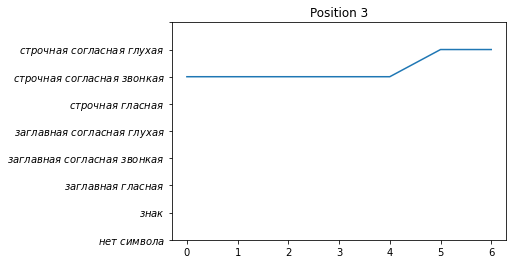 Position 3
строчная согласная глухая
строчная согласная звонкая
строчная гласная
заглавная согласная глухая
заглавная согласная звонкая
заглавная гласная
знак
нет символа
0 1 2 3 4 5 6